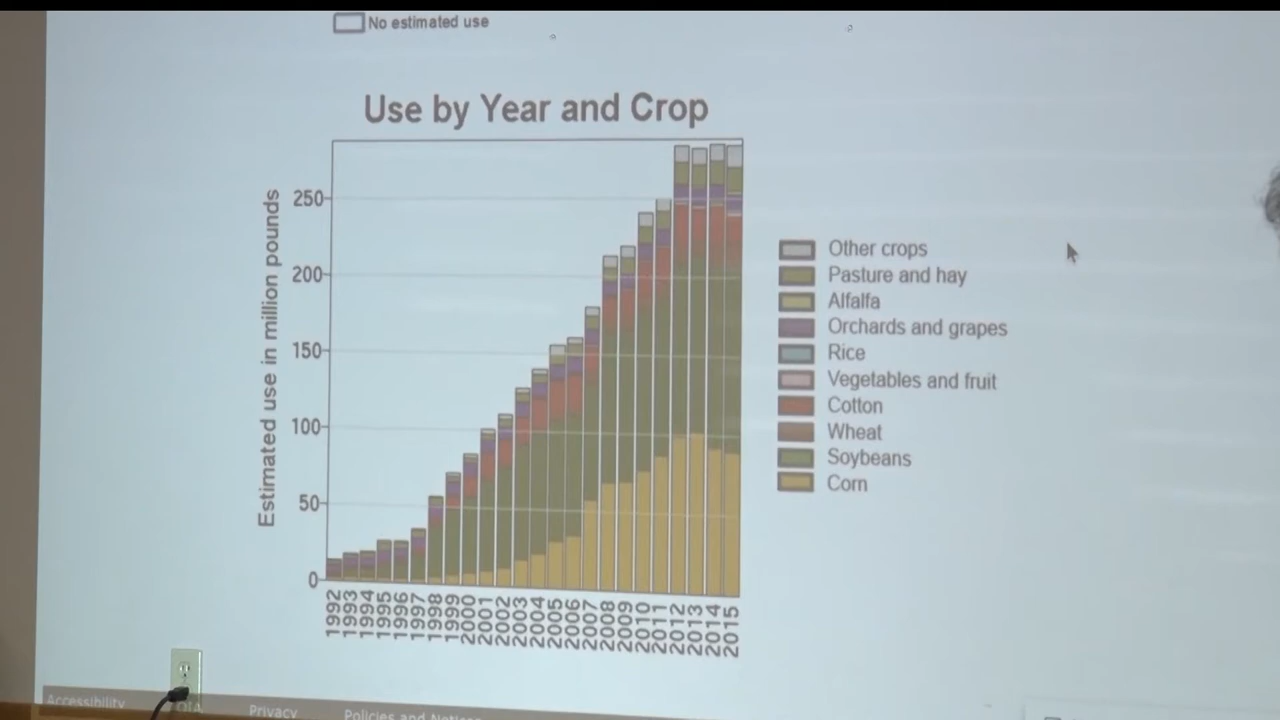 No estimated use
Use by Year and Crop
Estimated use in million pounds
250
200
150
100
50
0
1992
1993
1994
1995
1996
1997
1998
1999
2000
2001
2002
2003
2004
2005
2006
2007
2008
2009
2010
2011
2012
2013
2014
2015
Other crops
Pasture and hay
Alfalfa
Orchards and grapes
Rice
Vegetables and fruit
Cotton
Wheat
Soybeans
Corn
Accessibility
Privacy
Policies and